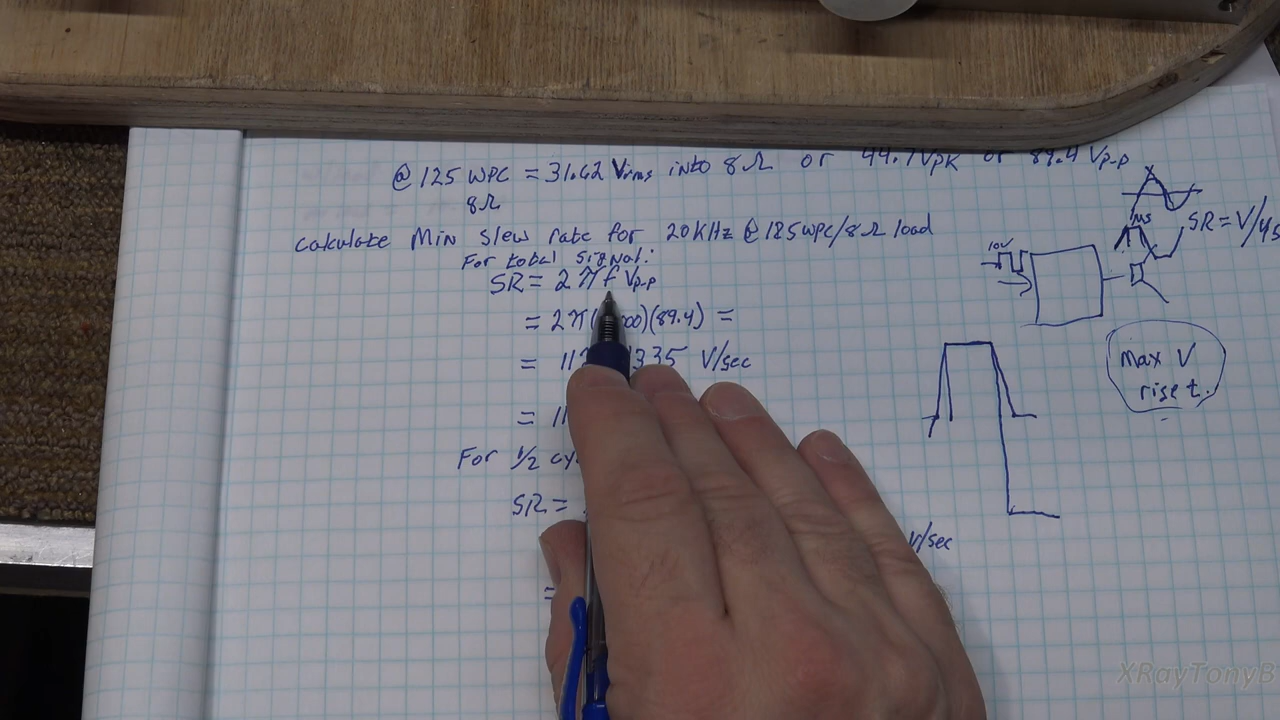 @ 125 WPC = 31.62 Vrms into 8Ω or 44.7Vpk or 89.4 Vp-p
8Ω
Calculate Min Slew rate for 20KHz @ 125WPC/8Ω load
For total signal:
SR = 2πf Vp-p
= 2π( 000)(89.4) =
= 11 335 V/sec
= 11
For 1/2 cy
SR =
V/sec
=
10V
SR = V/μs
Max V
rise t.
XRayTonyB